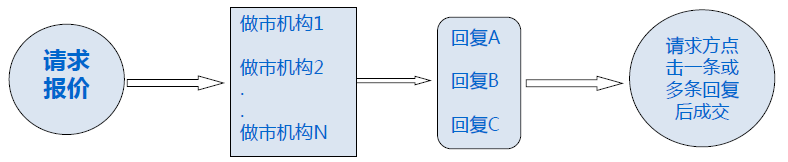 请求
报价
做市机构1
做市机构2
.
.
做市机构N
回复A
回复B
回复C
请求方点
击一条或
多条回复
后成交